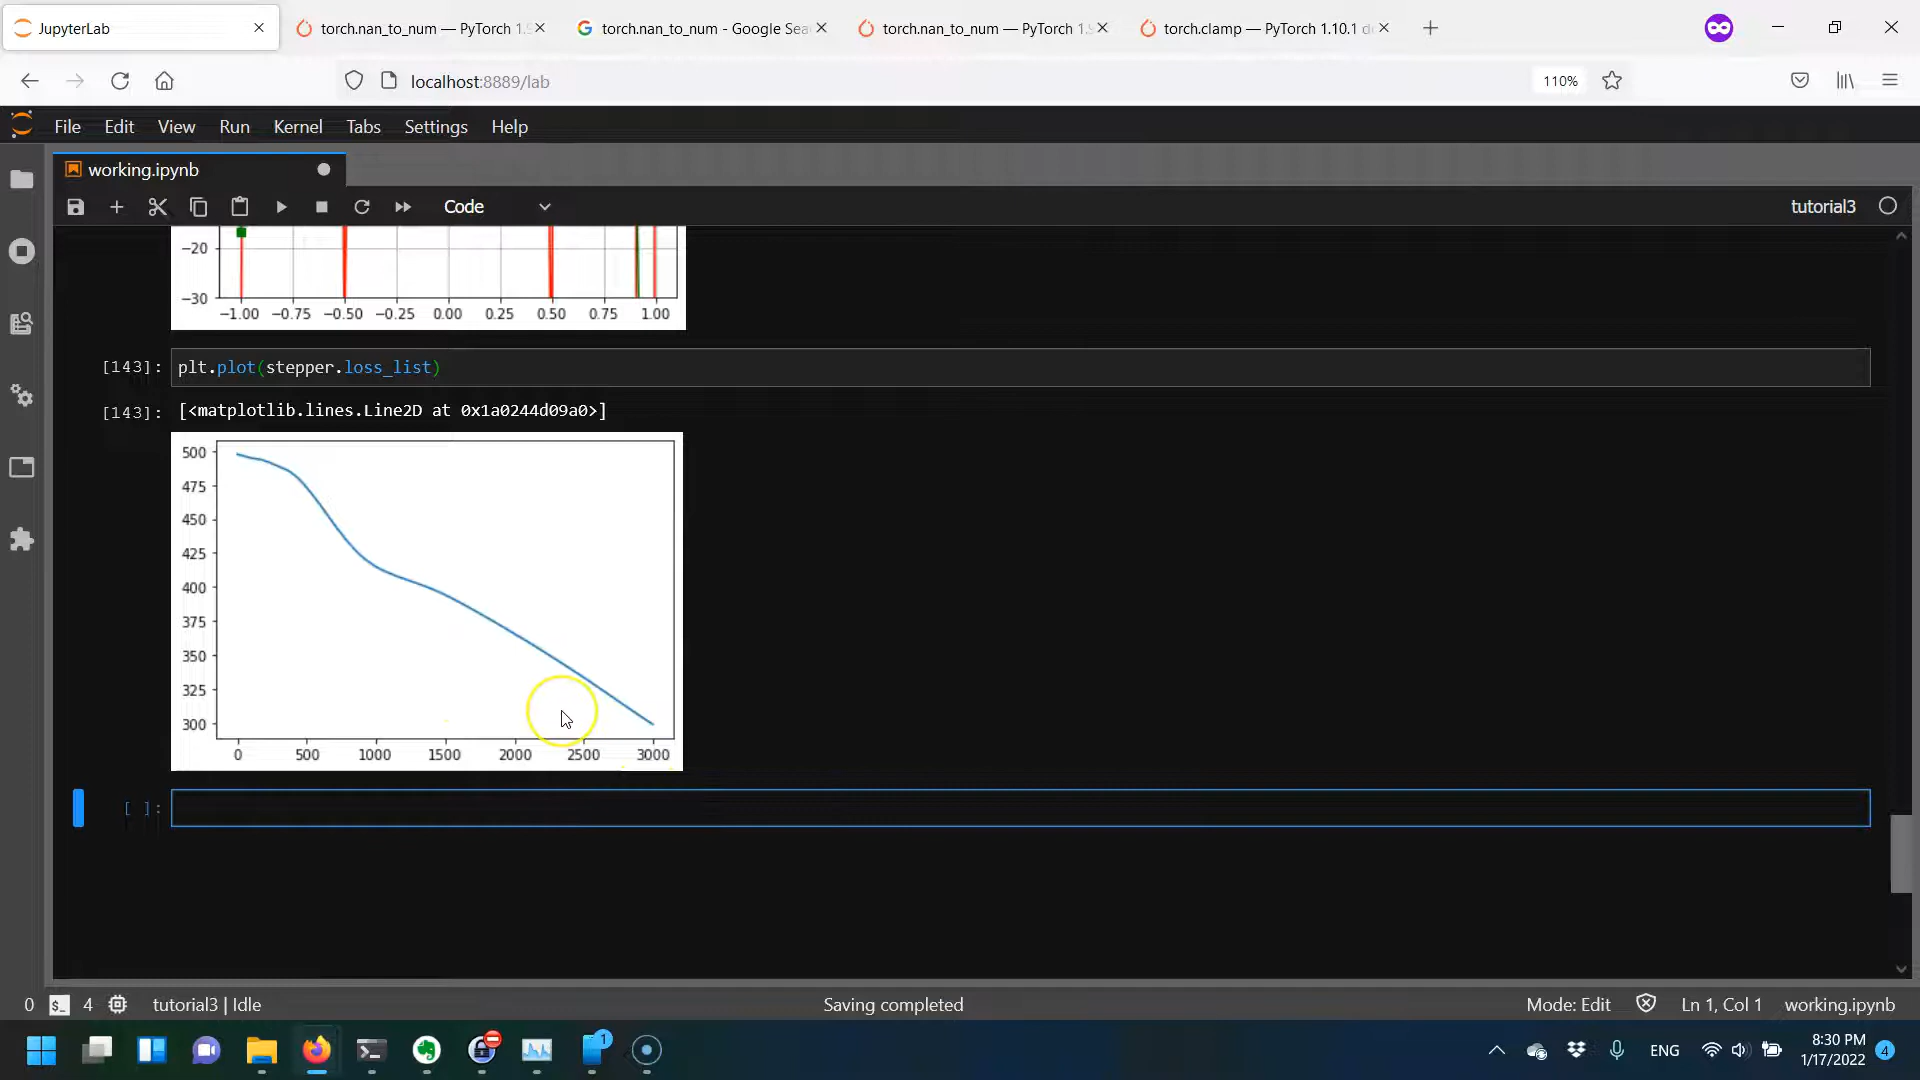 JupyterLab
torch.nan_to_num — PyTorch 1.9
torch.nan_to_num - Google Sea
torch.nan_to_num — PyTorch 1.9
torch.clamp — PyTorch 1.10.1 d
localhost:8889/lab
110%
File Edit View Run Kernel Tabs Settings Help
working.ipynb
Code
tutorial3
−20
−30
−1.00 −0.75 −0.50 −0.25 0.00 0.25 0.50 0.75 1.00
[143]: plt.plot(stepper.loss_list)
[143]: [<matplotlib.lines.Line2D at 0x1a0244d09a0>]
500
475
450
425
400
375
350
325
300
0 500 1000 1500 2000 2500 3000
[ ]:
0 $_ 4 tutorial3 | Idle Saving completed Mode: Edit Ln 1, Col 1 working.ipynb
1
ENG
8:30 PM
1/17/2022
4